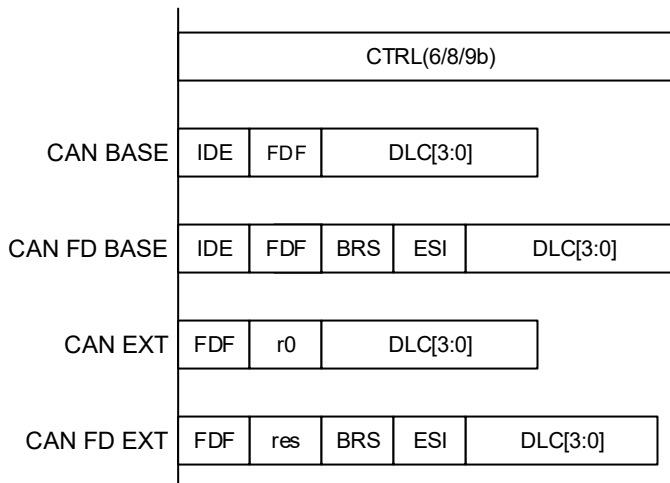 CTRL(6/8/9b)
CAN BASE IDE FDF DLC[3:0]
CAN FD BASE IDE FDF BRS ESI DLC[3:0]
CAN EXT FDF r0 DLC[3:0]
CAN FD EXT FDF res BRS ESI DLC[3:0]